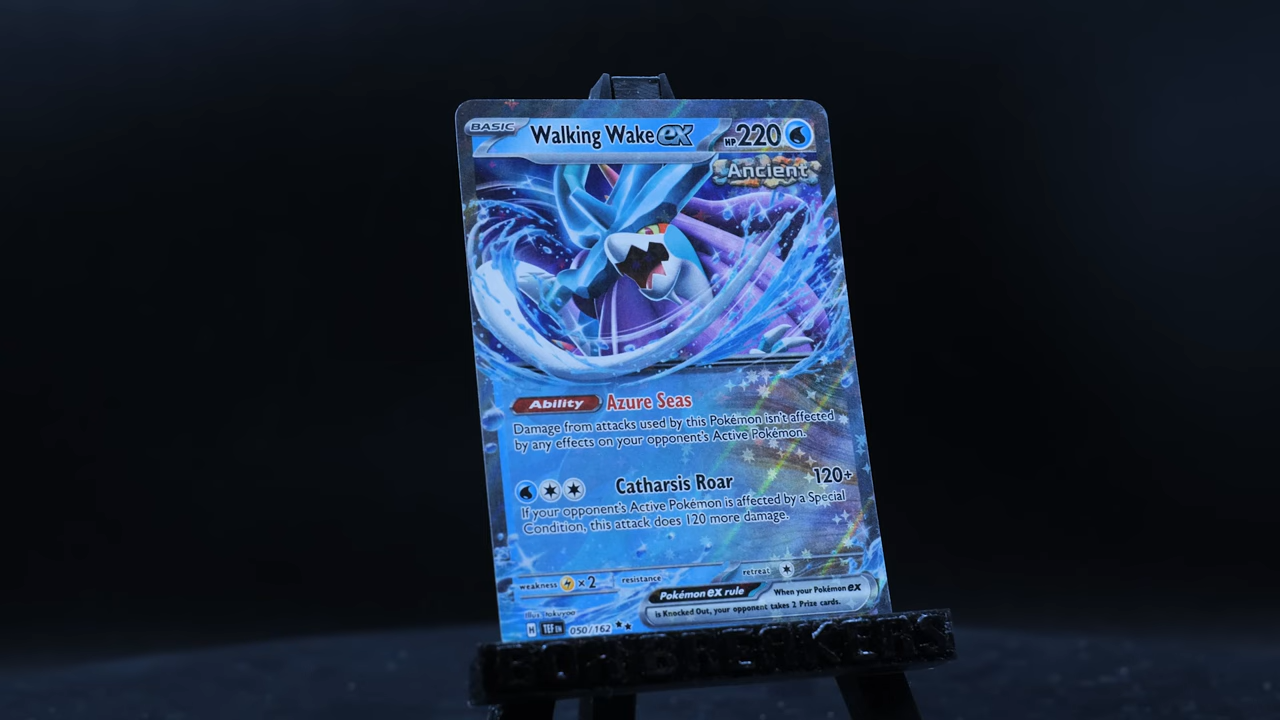 BASIC Walking Wake ex HP 220
Ancient
Ability Azure Seas
Damage from attacks used by this Pokémon isn't affected
by any effects on your opponent's Active Pokémon.
Catharsis Roar 120+
If your opponent's Active Pokémon is affected by a Special
Condition, this attack does 120 more damage.
weakness ×2 resistance retreat
Pokémon ex rule When your Pokémon ex
is Knocked Out, your opponent takes 2 Prize cards.
Illus.
H TEF EN 050/162